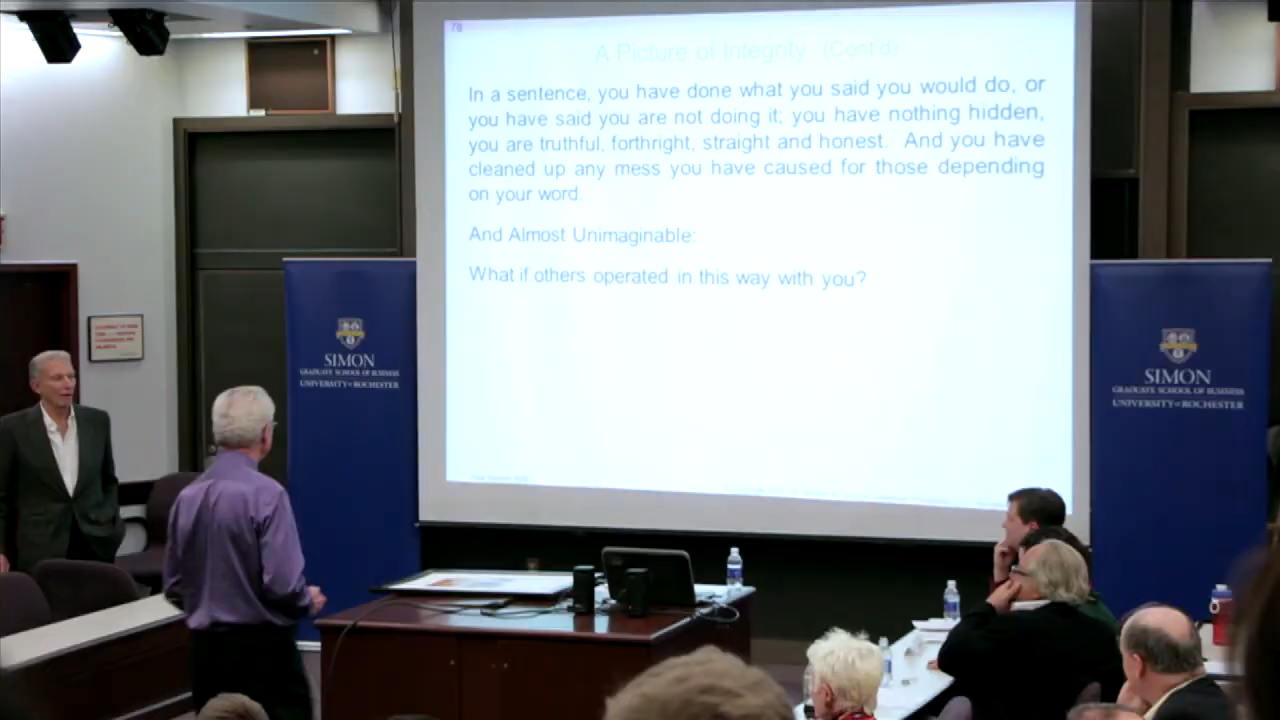 78
A Picture of Integrity (Cont'd)
In a sentence, you have done what you said you would do, or
you have said you are not doing it; you have nothing hidden,
you are truthful, forthright, straight and honest. And you have
cleaned up any mess you have caused for those depending
on your word.
And Almost Unimaginable:
What if others operated in this way with you?
SIMON
GRADUATE SCHOOL OF BUSINESS
UNIVERSITY of ROCHESTER
SIMON
GRADUATE SCHOOL OF BUSINESS
UNIVERSITY of ROCHESTER